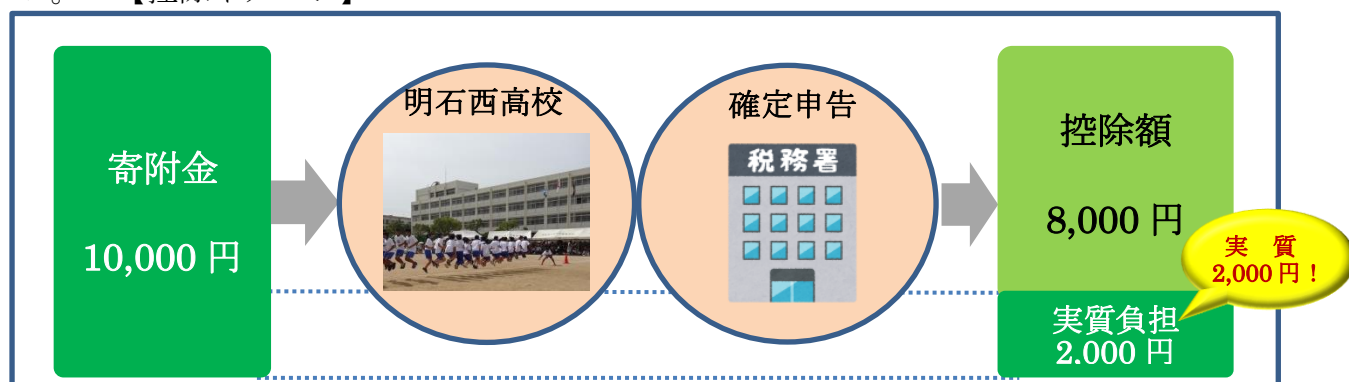 寄附金
10,000 円
明石西高校
確定申告
税務署
控除額
8,000 円
実 質
2,000 円！
実質負担
2.000 円